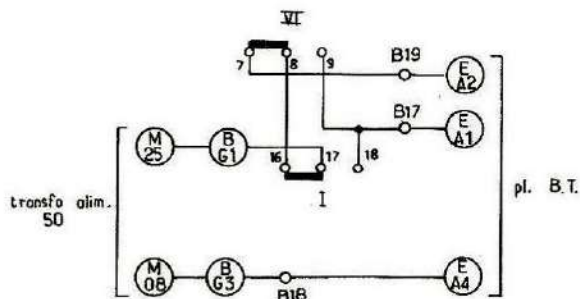 VI
7 8 9 B19 E A2
B17 E A1
M 25 B G1 16 17 18
I
transfo alim. 50
pl. B.T.
M 08 B G3 B18 E A4